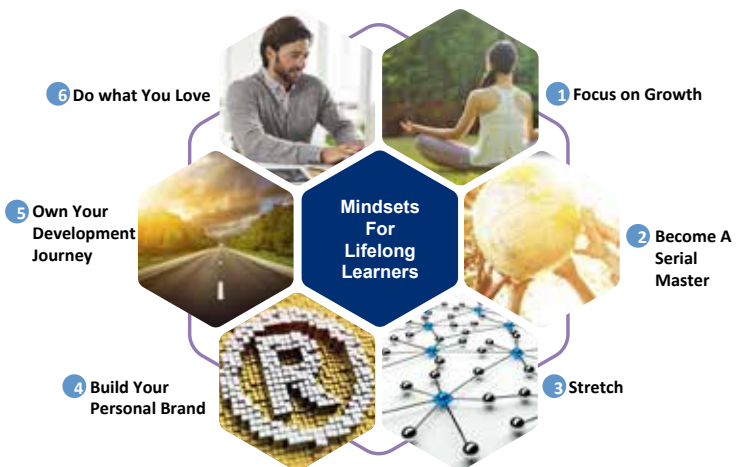 Mindsets
For
Lifelong
Learners
1 Focus on Growth
2 Become A
Serial
Master
3 Stretch
4 Build Your
Personal Brand
5 Own Your
Development
Journey
6 Do what You Love
R